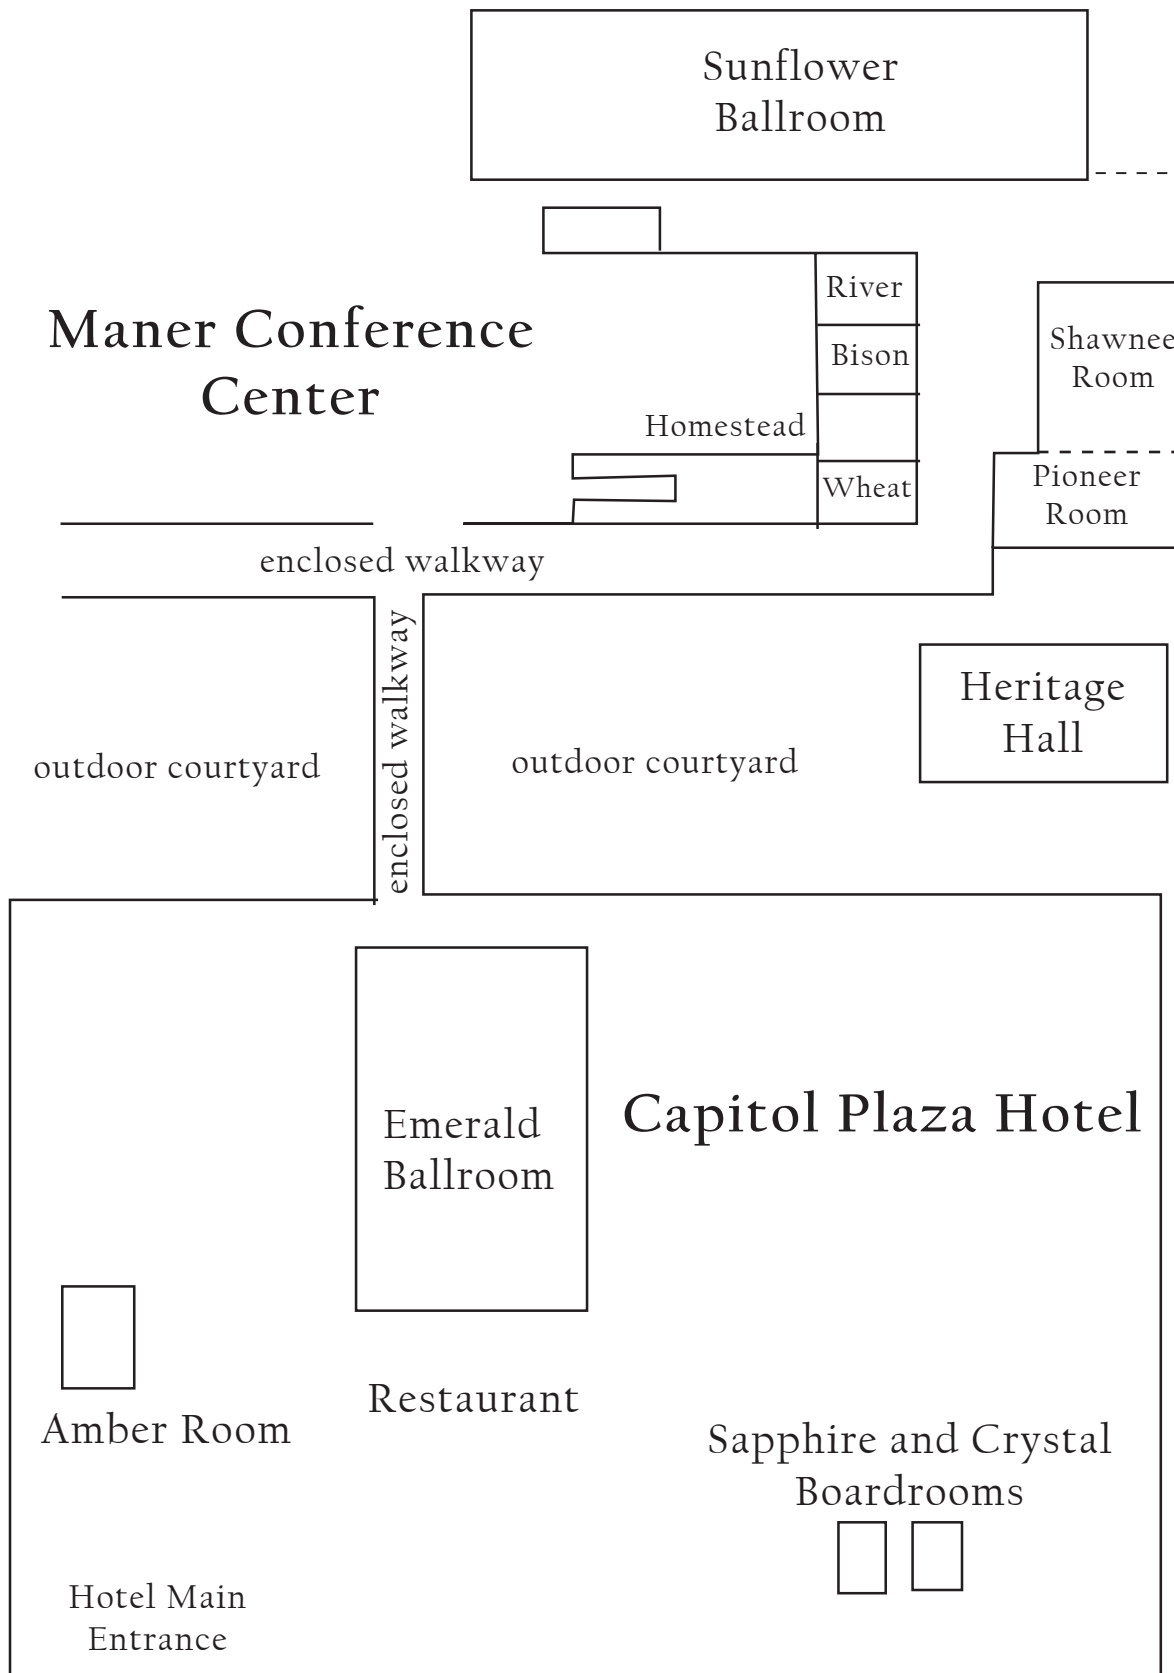 Sunflower
Ballroom
River
Maner Conference
Center
Bison
Shawnee
Room
Homestead
Wheat
Pioneer
Room
enclosed walkway
enclosed walkway
Heritage
Hall
outdoor courtyard
outdoor courtyard
Emerald
Ballroom
Capitol Plaza Hotel
Restaurant
Amber Room
Sapphire and Crystal
Boardrooms
Hotel Main
Entrance